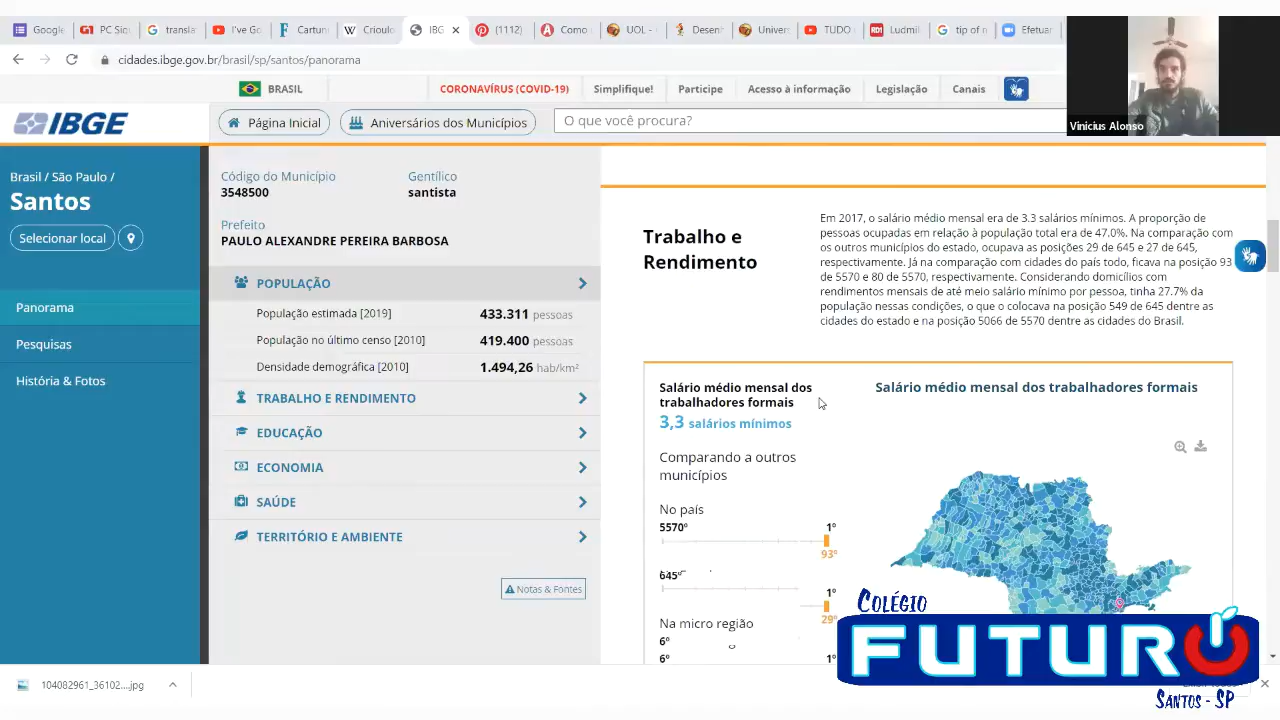 Google
PC Sio
transla
I've Go
Cartun
Crioulo
IBG
(1112)
Como
UOL -
Desen
Univer
TUDO
RDI
Ludmil
tip of n
Efetuar
cidades.ibge.gov.br/brasil/sp/santos/panorama
BRASIL
CORONAVÍRUS (COVID-19)
Simplifique!
Participe
Acesso à informação
Legislação
Canais
Vinicius Alonso
IBGE
Página Inicial
Aniversários dos Municípios
O que você procura?
Brasil / São Paulo /
Santos
Selecionar local
Panorama
Pesquisas
História & Fotos
Código do Município
3548500
Gentílico
santista
Prefeito
PAULO ALEXANDRE PEREIRA BARBOSA
POPULAÇÃO
População estimada [2019] 433.311 pessoas
População no último censo [2010] 419.400 pessoas
Densidade demográfica [2010] 1.494,26 hab/km²
TRABALHO E RENDIMENTO
EDUCAÇÃO
ECONOMIA
SAÚDE
TERRITÓRIO E AMBIENTE
Notas & Fontes
Trabalho e
Rendimento
Em 2017, o salário médio mensal era de 3.3 salários mínimos. A proporção de
pessoas ocupadas em relação à população total era de 47.0%. Na comparação com
os outros municípios do estado, ocupava as posições 29 de 645 e 27 de 645,
respectivamente. Já na comparação com cidades do país todo, ficava na posição 93
de 5570 e 80 de 5570, respectivamente. Considerando domicílios com
rendimentos mensais de até meio salário mínimo por pessoa, tinha 27.7% da
população nessas condições, o que o colocava na posição 549 de 645 dentre as
cidades do estado e na posição 5066 de 5570 dentre as cidades do Brasil.
Salário médio mensal dos
trabalhadores formais
3,3 salários mínimos
Comparando a outros
municípios
No país
5570º 1º
93º
645º
1º
29º
Na micro região
6º
6º 1º
Salário médio mensal dos trabalhadores formais
COLÉGIO
FUTURO
SANTOS - SP
104082961_36102....jpg